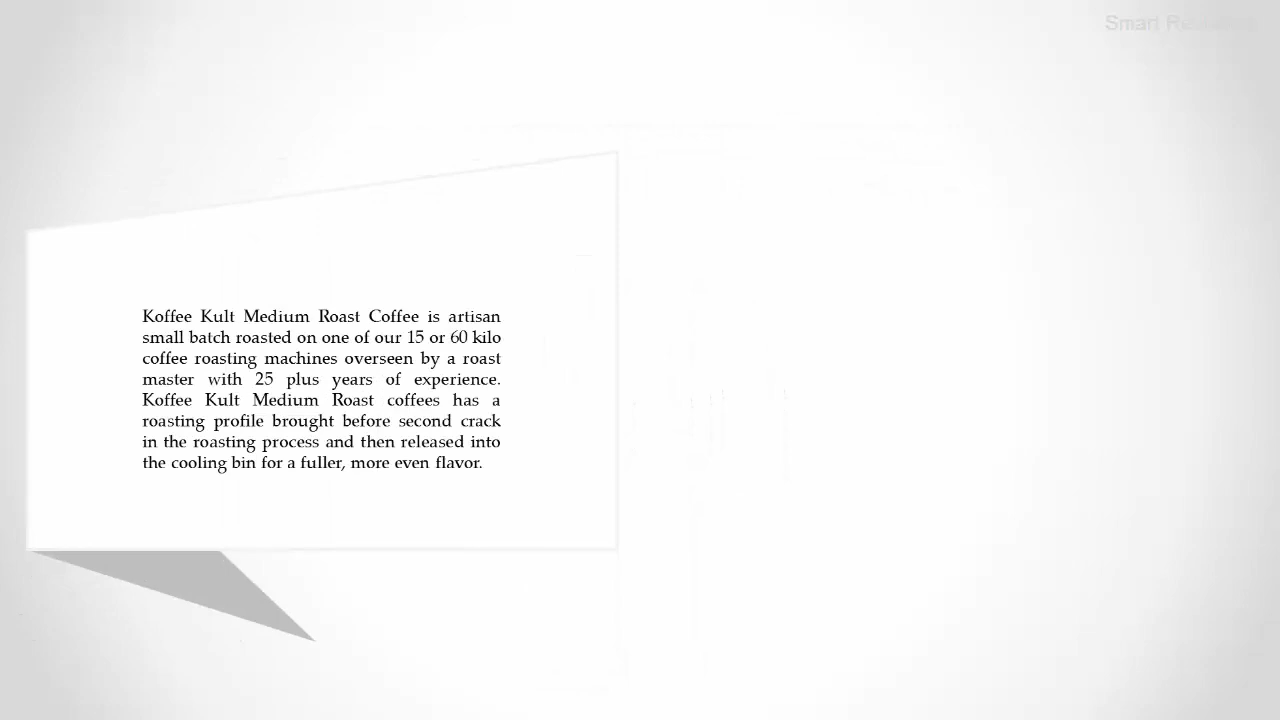 Smart
Koffee Kult Medium Roast Coffee is artisan
small batch roasted on one of our 15 or 60 kilo
coffee roasting machines overseen by a roast
master with 25 plus years of experience.
Koffee Kult Medium Roast coffees has a
roasting profile brought before second crack
in the roasting process and then released into
the cooling bin for a fuller, more even flavor.